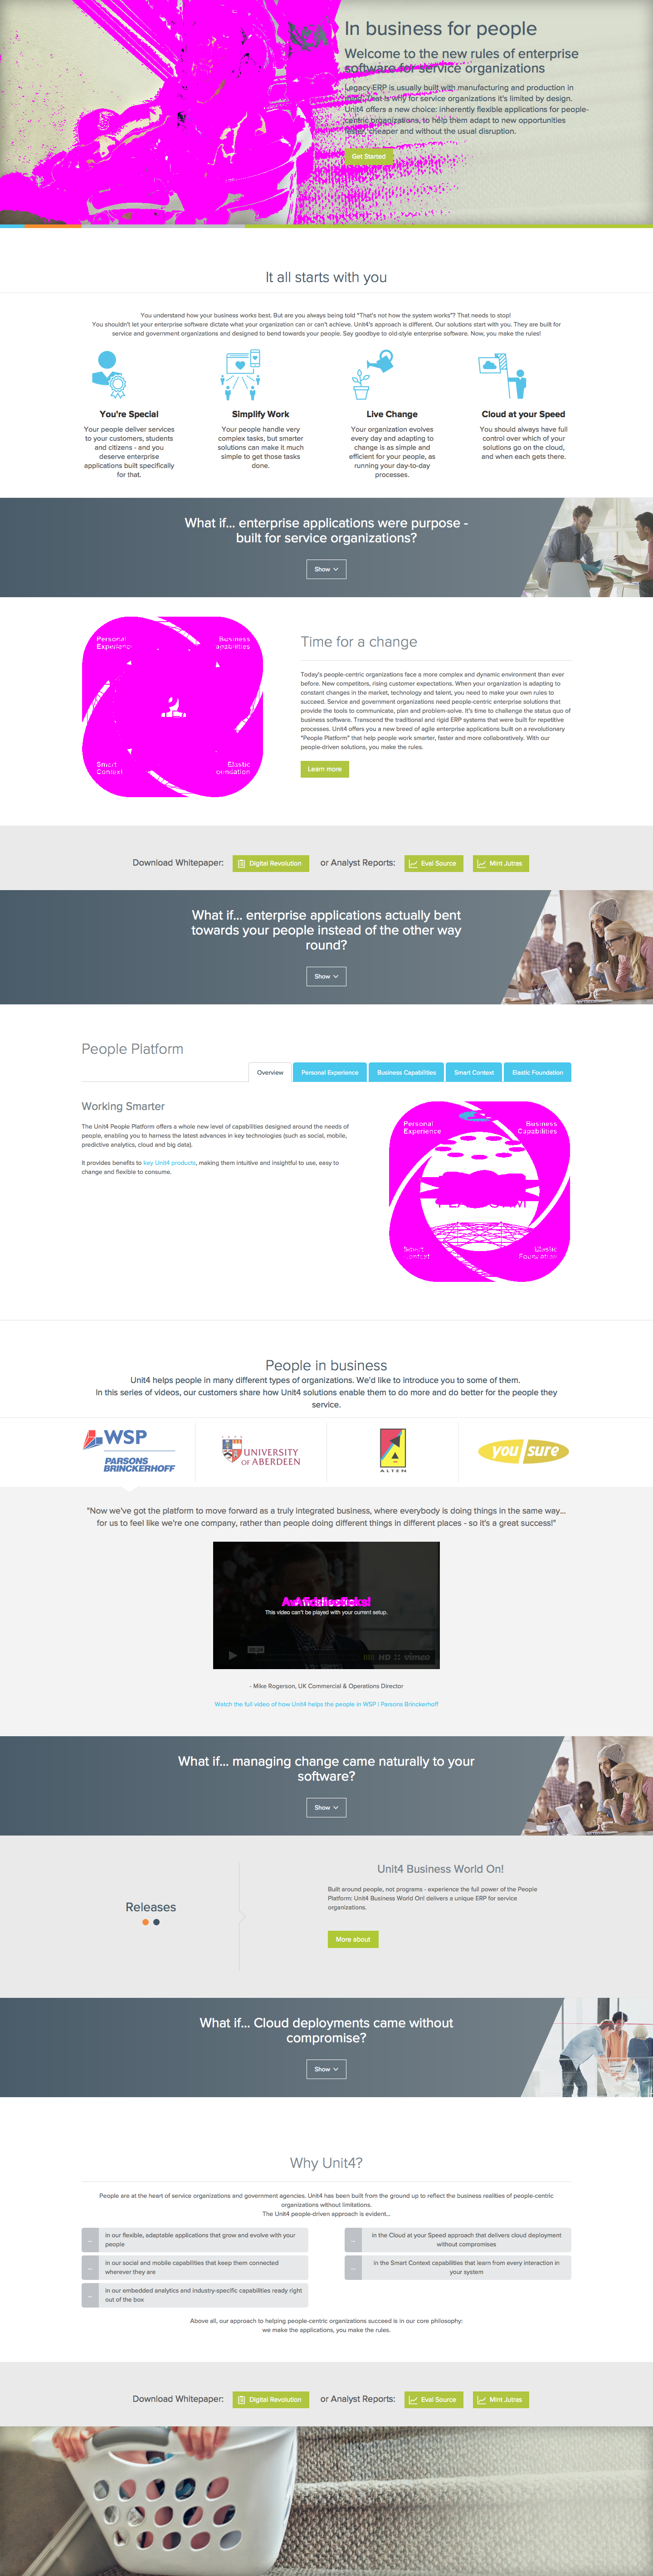 In business for people
Welcome to the new rules of enterprise
software for service organizations
Legacy ERP is usually built with manufacturing and production in
That is why for service organizations it's limited by design.
Unit4 offers a new choice: inherently flexible applications for people-
centric organizations, to help them adapt to new opportunities
cheaper and without the usual disruption.
Get Started
It all starts with you
You understand how your business works best. But are you always being told "That's not how the system works"? That needs to stop!
You shouldn't let your enterprise software dictate what your organization can or can't achieve. Unit4's approach is different. Our solutions start with you. They are built for
service and government organizations and designed to bend towards your people. Say goodbye to old-style enterprise software. Now, you make the rules!
You're Special
Your people deliver services
to your customers, students
and citizens - and you
deserve enterprise
applications built specifically
for that.
Simplify Work
Your people handle very
complex tasks, but smarter
solutions can make it much
simple to get those tasks
done.
Live Change
Your organization evolves
every day and adapting to
change is as simple and
efficient for your people, as
running your day-to-day
processes.
Cloud at your Speed
You should always have full
control over which of your
solutions go on the cloud,
and when each gets there.
What if... enterprise applications were purpose -
built for service organizations?
Show
Personal
Experience
Business
Capabilities
Smart
Context
Elastic
Foundation
Time for a change
Today's people-centric organizations face a more complex and dynamic environment than ever
before. New competitors, rising customer expectations. When your organization is adapting to
constant changes in the market, technology and talent, you need to make your own rules to
succeed. Service and government organizations need people-centric enterprise solutions that
provide the tools to communicate, plan and problem-solve. It's time to challenge the status quo of
business software. Transcend the traditional and rigid ERP systems that were built for repetitive
processes. Unit4 offers you a new breed of agile enterprise applications built on a revolutionary
"People Platform" that help people work smarter, faster and more collaboratively. With our
people-driven solutions, you make the rules.
Learn more
Download Whitepaper: Digital Revolution or Analyst Reports: Eval Source Mint Jutras
What if... enterprise applications actually bent
towards your people instead of the other way
round?
Show
People Platform
Overview Personal Experience Business Capabilities Smart Context Elastic Foundation
Working Smarter
The Unit4 People Platform offers a whole new level of capabilities designed around the needs of
people, enabling you to harness the latest advances in key technologies (such as social, mobile,
predictive analytics, cloud and big data).
It provides benefits to key Unit4 products, making them intuitive and insightful to use, easy to
change and flexible to consume.
Personal
Experience
Business
Capabilities
Smart
Context
Elastic
Foundation
People in business
Unit4 helps people in many different types of organizations. We'd like to introduce you to some of them.
In this series of videos, our customers share how Unit4 solutions enable them to do more and do better for the people they
service.
WSP
PARSONS
BRINCKERHOFF
UNIVERSITY
OF ABERDEEN
ALTEN
you sure
"Now we've got the platform to move forward as a truly integrated business, where everybody is doing things in the same way...
for us to feel like we're one company, rather than people doing different things in different places - so it's a great success!"
This video can't be played with your current setup.
HD vimeo
- Mike Rogerson, UK Commercial & Operations Director
Watch the full video of how Unit4 helps the people in WSP | Parsons Brinckerhoff
What if... managing change came naturally to your
software?
Show
Releases
Unit4 Business World On!
Built around people, not programs - experience the full power of the People
Platform: Unit4 Business World On! delivers a unique ERP for service
organizations.
More about
What if... Cloud deployments came without
compromise?
Show
Why Unit4?
People are at the heart of service organizations and government agencies. Unit4 has been built from the ground up to reflect the business realities of people-centric
organizations without limitations.
The Unit4 people-driven approach is evident...
... in our flexible, adaptable applications that grow and evolve with your
people
... in the Cloud at your Speed approach that delivers cloud deployment
without compromises
... in our social and mobile capabilities that keep them connected
wherever they are
... in the Smart Context capabilities that learn from every interaction in
your system
... in our embedded analytics and industry-specific capabilities ready right
out of the box
Above all, our approach to helping people-centric organizations succeed is in our core philosophy:
we make the applications, you make the rules.
Download Whitepaper: Digital Revolution or Analyst Reports: Eval Source Mint Jutras